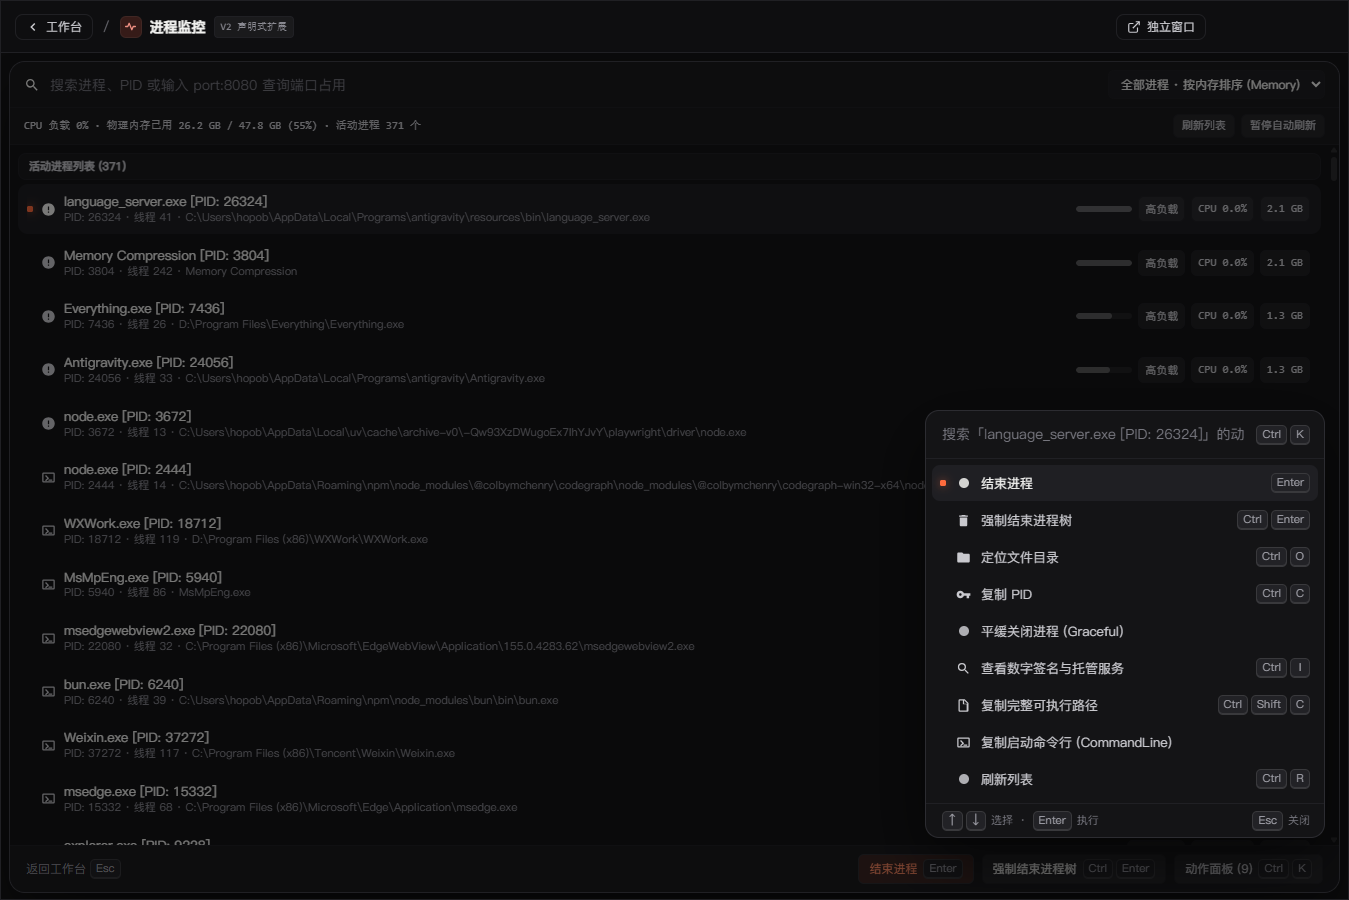 工作台 / 进程监控 V2 声明式扩展 独立窗口
搜索进程、PID 或输入 port:8080 查询端口占用 全部进程 · 按内存排序 (Memory)
CPU 负载 0% · 物理内存已用 26.2 GB / 47.8 GB (55%) · 活动进程 371 个 刷新列表 暂停自动刷新
活动进程列表 (371)
language_server.exe [PID: 26324]
PID: 26324 · 线程 41 · C:\Users\hopob\AppData\Local\Programs\antigravity\resources\bin\language_server.exe
高负载 CPU 0.0% 2.1 GB
Memory Compression [PID: 3804]
PID: 3804 · 线程 242 · Memory Compression
高负载 CPU 0.0% 2.1 GB
Everything.exe [PID: 7436]
PID: 7436 · 线程 26 · D:\Program Files\Everything\Everything.exe
高负载 CPU 0.0% 1.3 GB
Antigravity.exe [PID: 24056]
PID: 24056 · 线程 33 · C:\Users\hopob\AppData\Local\Programs\antigravity\Antigravity.exe
高负载 CPU 0.0% 1.3 GB
node.exe [PID: 3672]
PID: 3672 · 线程 13 · C:\Users\hopob\AppData\Local\uv\cache\archive-v0\-Qw93XzDWugoEx7IhYJvY\playwright\driver\node.exe
node.exe [PID: 2444]
PID: 2444 · 线程 14 · C:\Users\hopob\AppData\Roaming\npm\node_modules\@colbymchenry\codegraph\node_modules\@colbymchenry\codegraph-win32-x64\node
WXWork.exe [PID: 18712]
PID: 18712 · 线程 119 · D:\Program Files (x86)\WXWork\WXWork.exe
MsMpEng.exe [PID: 5940]
PID: 5940 · 线程 86 · MsMpEng.exe
msedgewebview2.exe [PID: 22080]
PID: 22080 · 线程 32 · C:\Program Files (x86)\Microsoft\EdgeWebView\Application\155.0.4283.62\msedgewebview2.exe
bun.exe [PID: 6240]
PID: 6240 · 线程 39 · C:\Users\hopob\AppData\Roaming\npm\node_modules\bun\bin\bun.exe
Weixin.exe [PID: 37272]
PID: 37272 · 线程 117 · C:\Program Files (x86)\Tencent\Weixin\Weixin.exe
msedge.exe [PID: 15332]
PID: 15332 · 线程 68 · C:\Program Files (x86)\Microsoft\Edge\Application\msedge.exe
搜索「language_server.exe [PID: 26324]」的动 Ctrl K
结束进程 Enter
强制结束进程树 Ctrl Enter
定位文件目录 Ctrl O
复制 PID Ctrl C
平缓关闭进程 (Graceful)
查看数字签名与托管服务 Ctrl I
复制完整可执行路径 Ctrl Shift C
复制启动命令行 (CommandLine)
刷新列表 Ctrl R
↑ ↓ 选择 · Enter 执行 Esc 关闭
返回工作台 Esc 结束进程 Enter 强制结束进程树 Ctrl Enter 动作面板 (9) Ctrl K